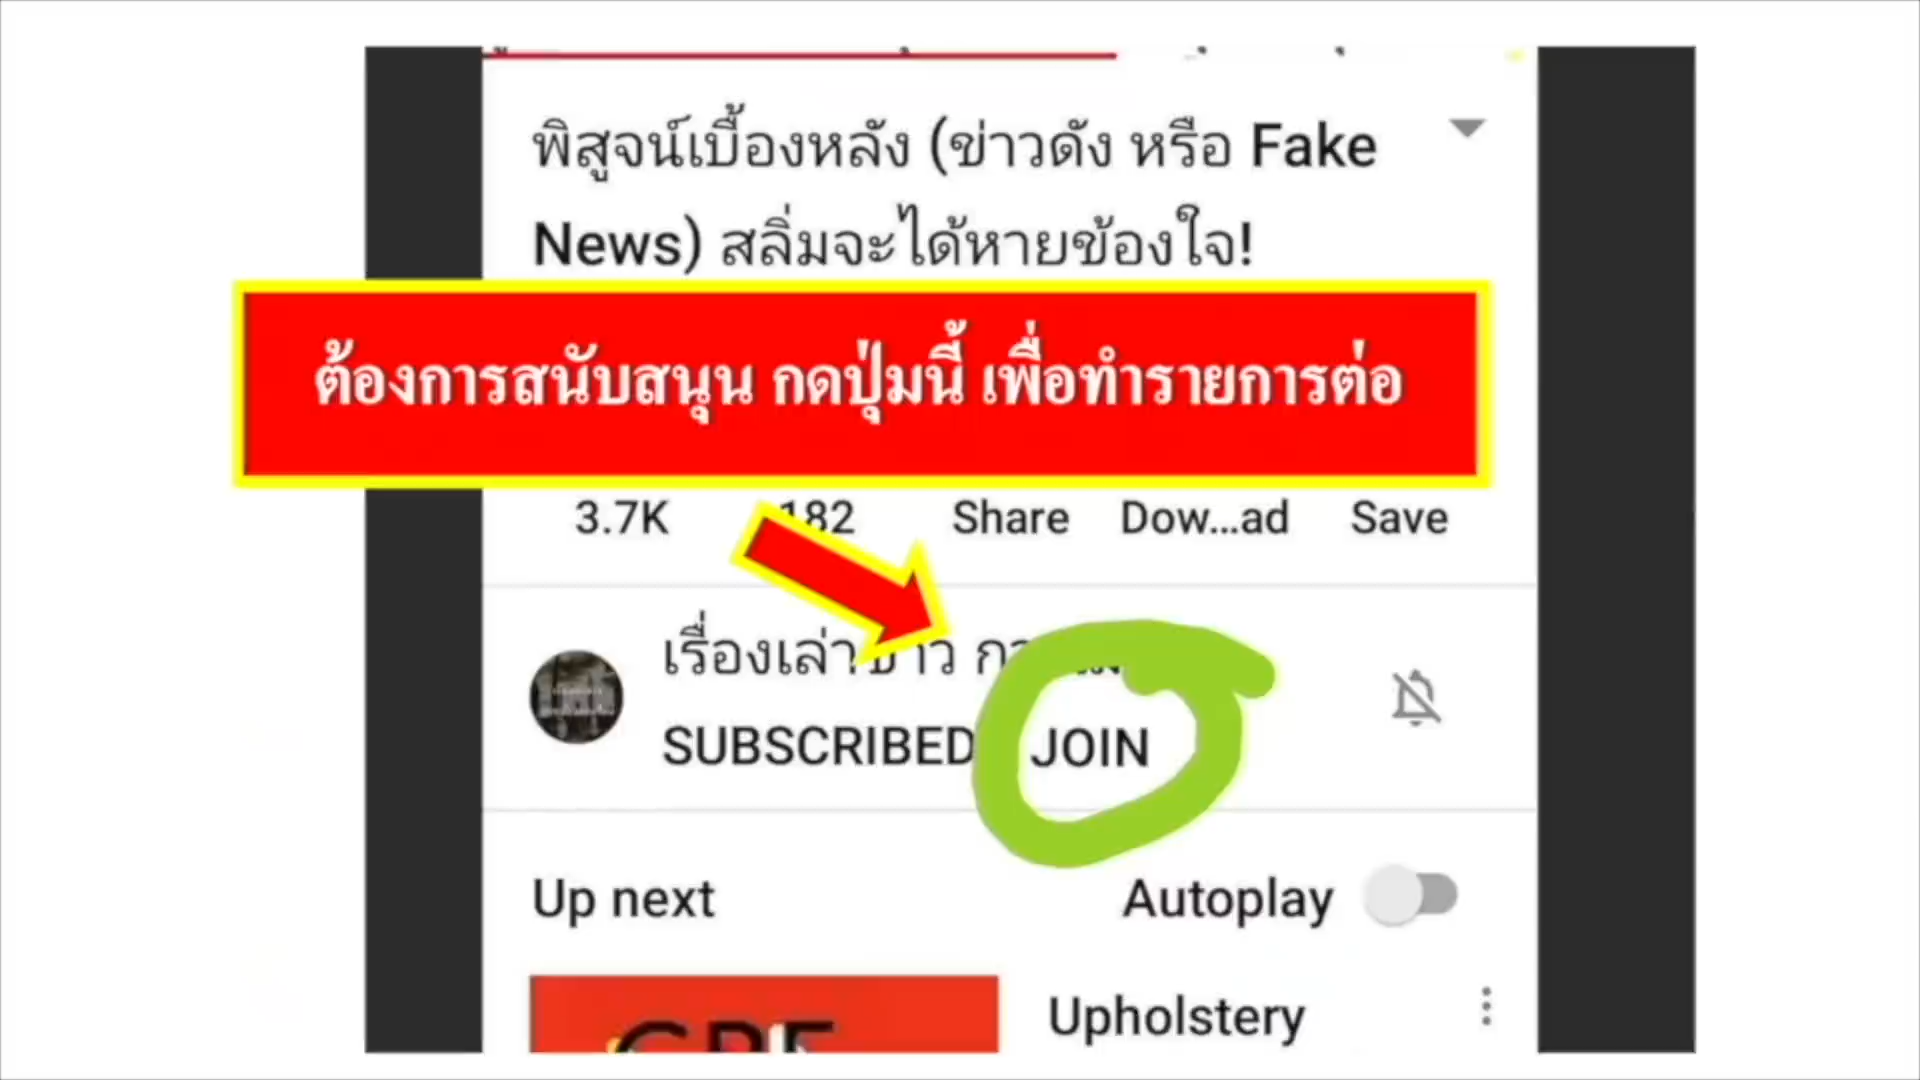 พิสูจน์เบื้องหลัง (ข่าวดัง หรือ Fake
News) สลิ่มจะได้หายข้องใจ!
ต้องการสนับสนุน กดปุ่มนี้ เพื่อทำรายการต่อ
3.7K 182 Share Dow...ad Save
เรื่องเล่าข่าว
SUBSCRIBED JOIN
Up next Autoplay
Upholstery